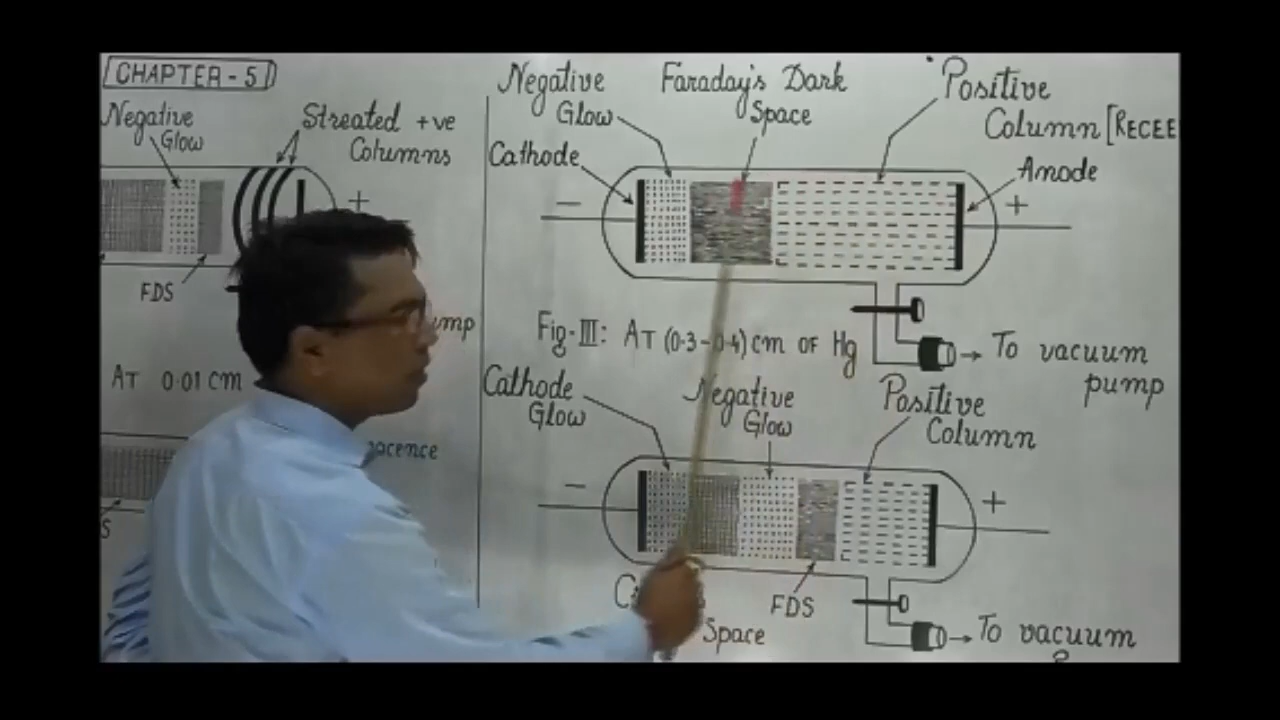 CHAPTER - 5
Negative
Glow
Streated +ve
Columns
+
FDS
ump
AT 0.01 cm
S
Negative
Glow
Faraday's Dark
Space
Positive
Column [RECEE
Cathode
Anode
−
+
Fig-III: AT (0.3-0.4) cm OF Hg
To vacuum
pump
Cathode
Glow
Negative
Glow
Positive
Column
−
+
FDS
Space
To vacuum